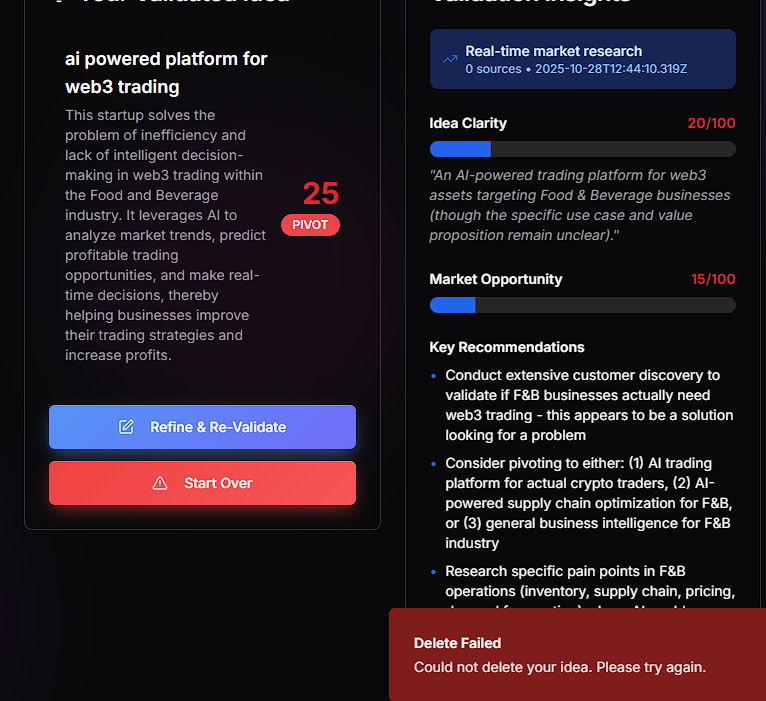 Your Validated Idea
ai powered platform for
web3 trading
This startup solves the
problem of inefficiency and
lack of intelligent decision-
making in web3 trading within
the Food and Beverage
industry. It leverages AI to
analyze market trends, predict
profitable trading
opportunities, and make real-
time decisions, thereby
helping businesses improve
their trading strategies and
increase profits.
25
PIVOT
Refine & Re-Validate
Start Over
Validation Insights
Real-time market research
0 sources • 2025-10-28T12:44:10.319Z
Idea Clarity 20/100
"An AI-powered trading platform for web3
assets targeting Food & Beverage businesses
(though the specific use case and value
proposition remain unclear)."
Market Opportunity 15/100
Key Recommendations
• Conduct extensive customer discovery to
validate if F&B businesses actually need
web3 trading - this appears to be a solution
looking for a problem
• Consider pivoting to either: (1) AI trading
platform for actual crypto traders, (2) AI-
powered supply chain optimization for F&B,
or (3) general business intelligence for F&B
industry
• Research specific pain points in F&B
operations (inventory, supply chain, pricing,
Delete Failed
Could not delete your idea. Please try again.